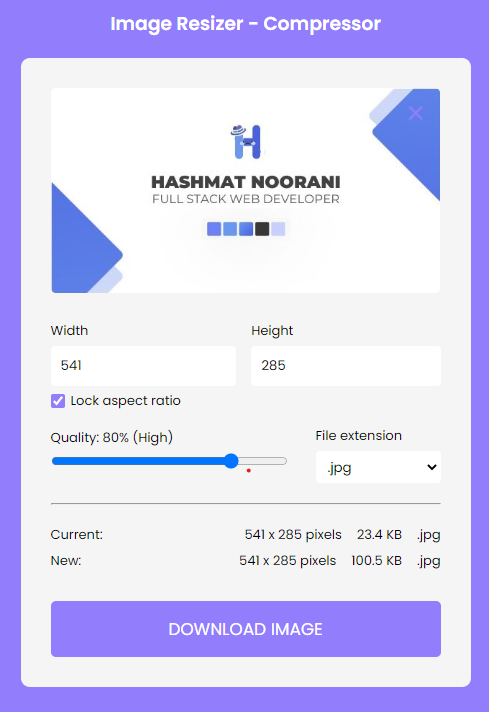 Image Resizer - Compressor
H
HASHMAT NOORANI
FULL STACK WEB DEVELOPER
Width Height
541 285
Lock aspect ratio
Quality: 80% (High) File extension
.jpg
Current: 541 x 285 pixels 23.4 KB .jpg
New: 541 x 285 pixels 100.5 KB .jpg
DOWNLOAD IMAGE